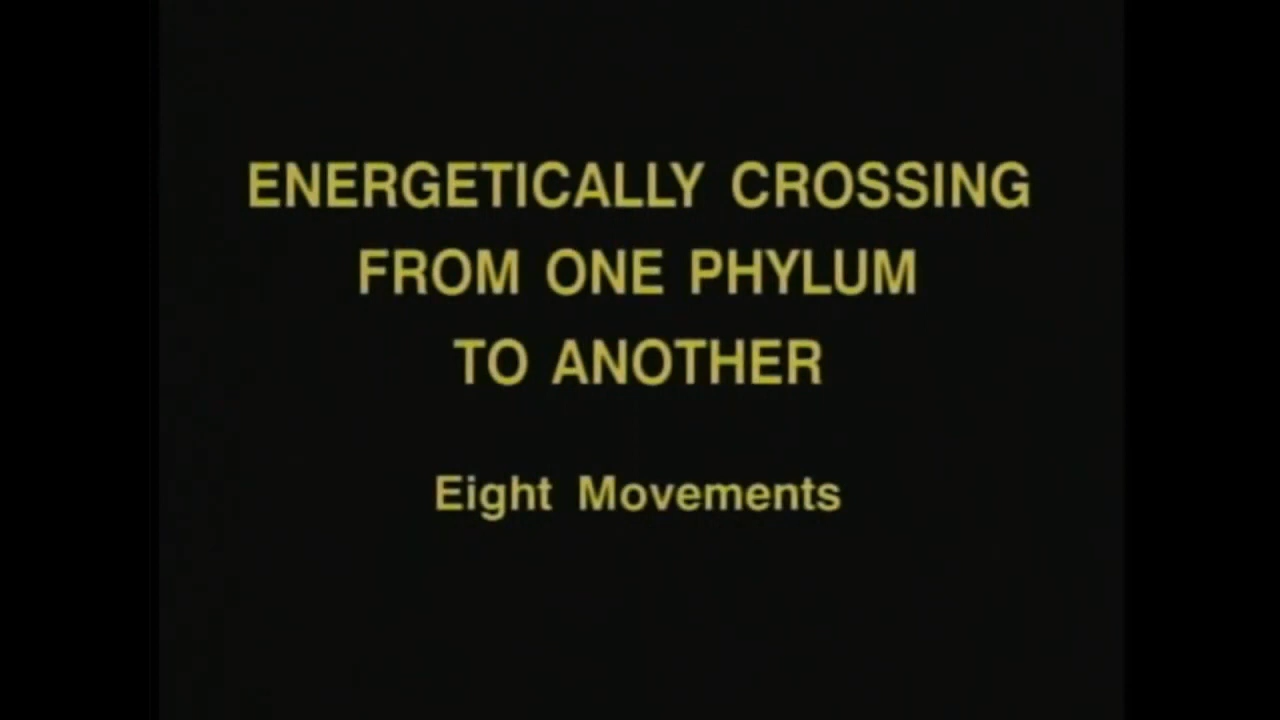 ENERGETICALLY CROSSING
FROM ONE PHYLUM
TO ANOTHER
Eight Movements